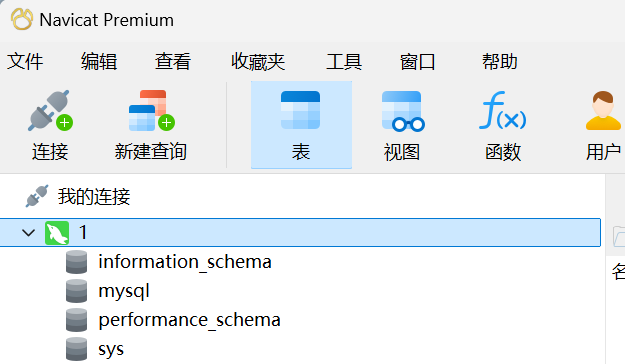 Navicat Premium
文件 编辑 查看 收藏夹 工具 窗口 帮助
连接 新建查询 表 视图 函数 用户
我的连接
1
information_schema
名
mysql
performance_schema
sys